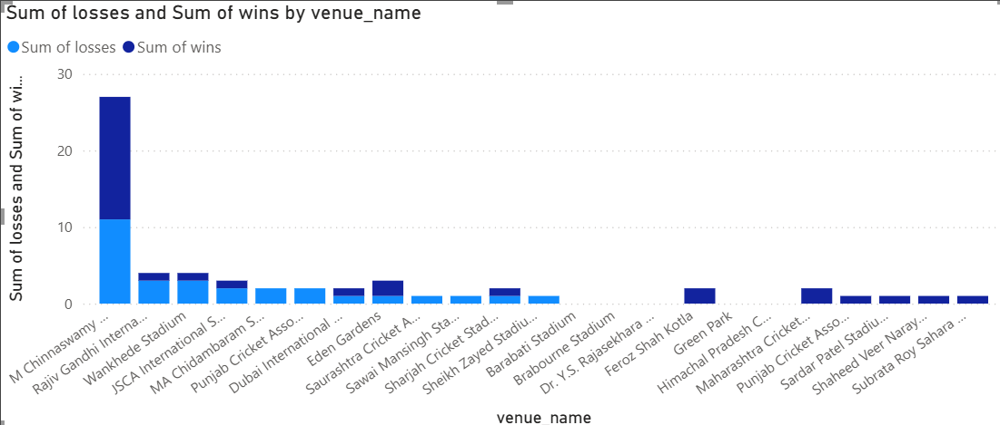 Sum of losses and Sum of wins by venue_name
Sum of losses Sum of wins
Sum of losses and Sum of wi...
30
20
10
0
M Chinnaswamy ...
Rajiv Gandhi Interna...
Wankhede Stadium
JSCA International S...
MA Chidambaram S...
Punjab Cricket Asso...
Dubai International ...
Eden Gardens
Saurashtra Cricket A...
Sawai Mansingh Sta...
Sharjah Cricket Stad...
Sheikh Zayed Stadiu...
Barabati Stadium
Brabourne Stadium
Dr. Y.S. Rajasekhara ...
Feroz Shah Kotla
Green Park
Himachal Pradesh C...
Maharashtra Cricket...
Punjab Cricket Asso...
Sardar Patel Stadiu...
Shaheed Veer Naray...
Subrata Roy Sahara ...
venue_name